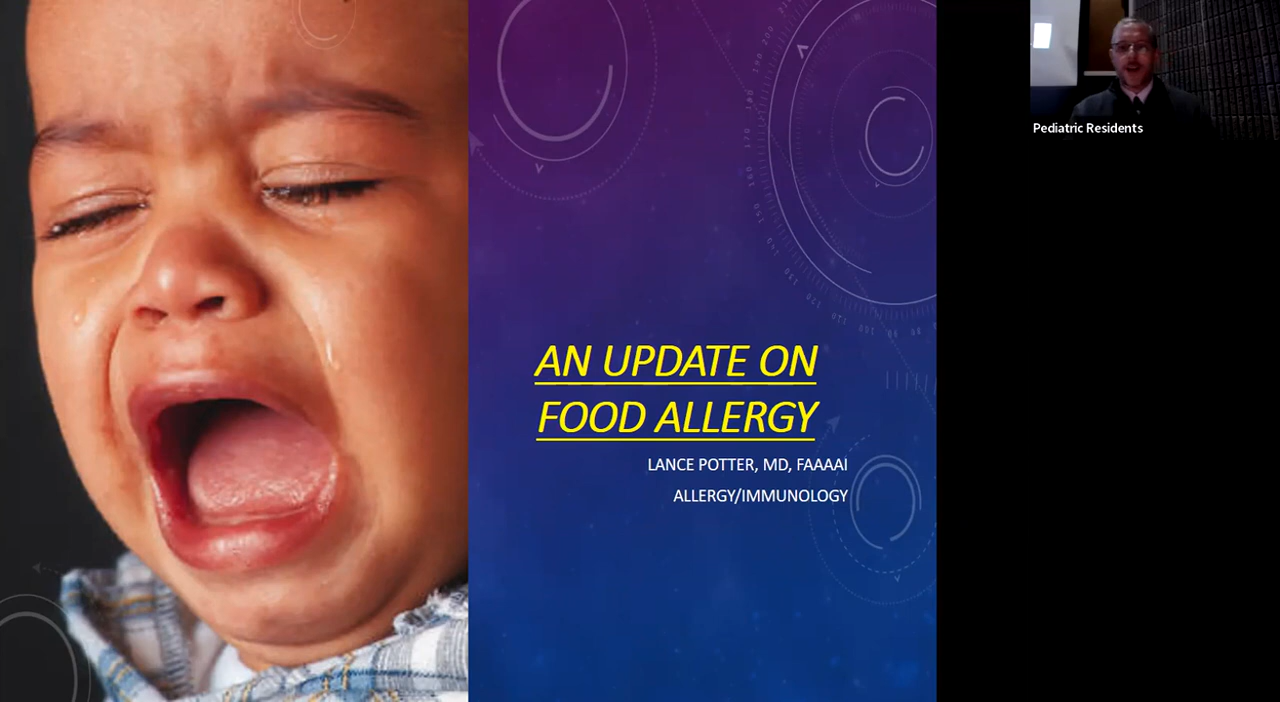 AN UPDATE ON
FOOD ALLERGY
LANCE POTTER, MD, FAAAAI
ALLERGY/IMMUNOLOGY
Pediatric Residents